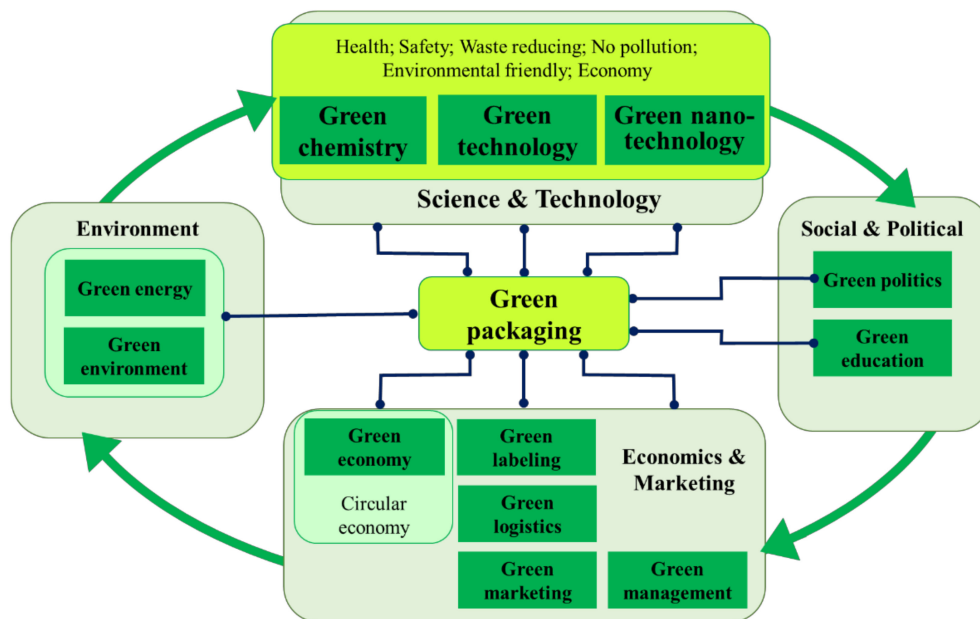 Health; Safety; Waste reducing; No pollution;
Environmental friendly; Economy
Green
chemistry
Green
technology
Green nano-
technology
Science & Technology
Environment
Green energy
Green
environment
Green
packaging
Social & Political
Green politics
Green
education
Green
economy
Circular
economy
Green
labeling
Green
logistics
Green
marketing
Economics &
Marketing
Green
management